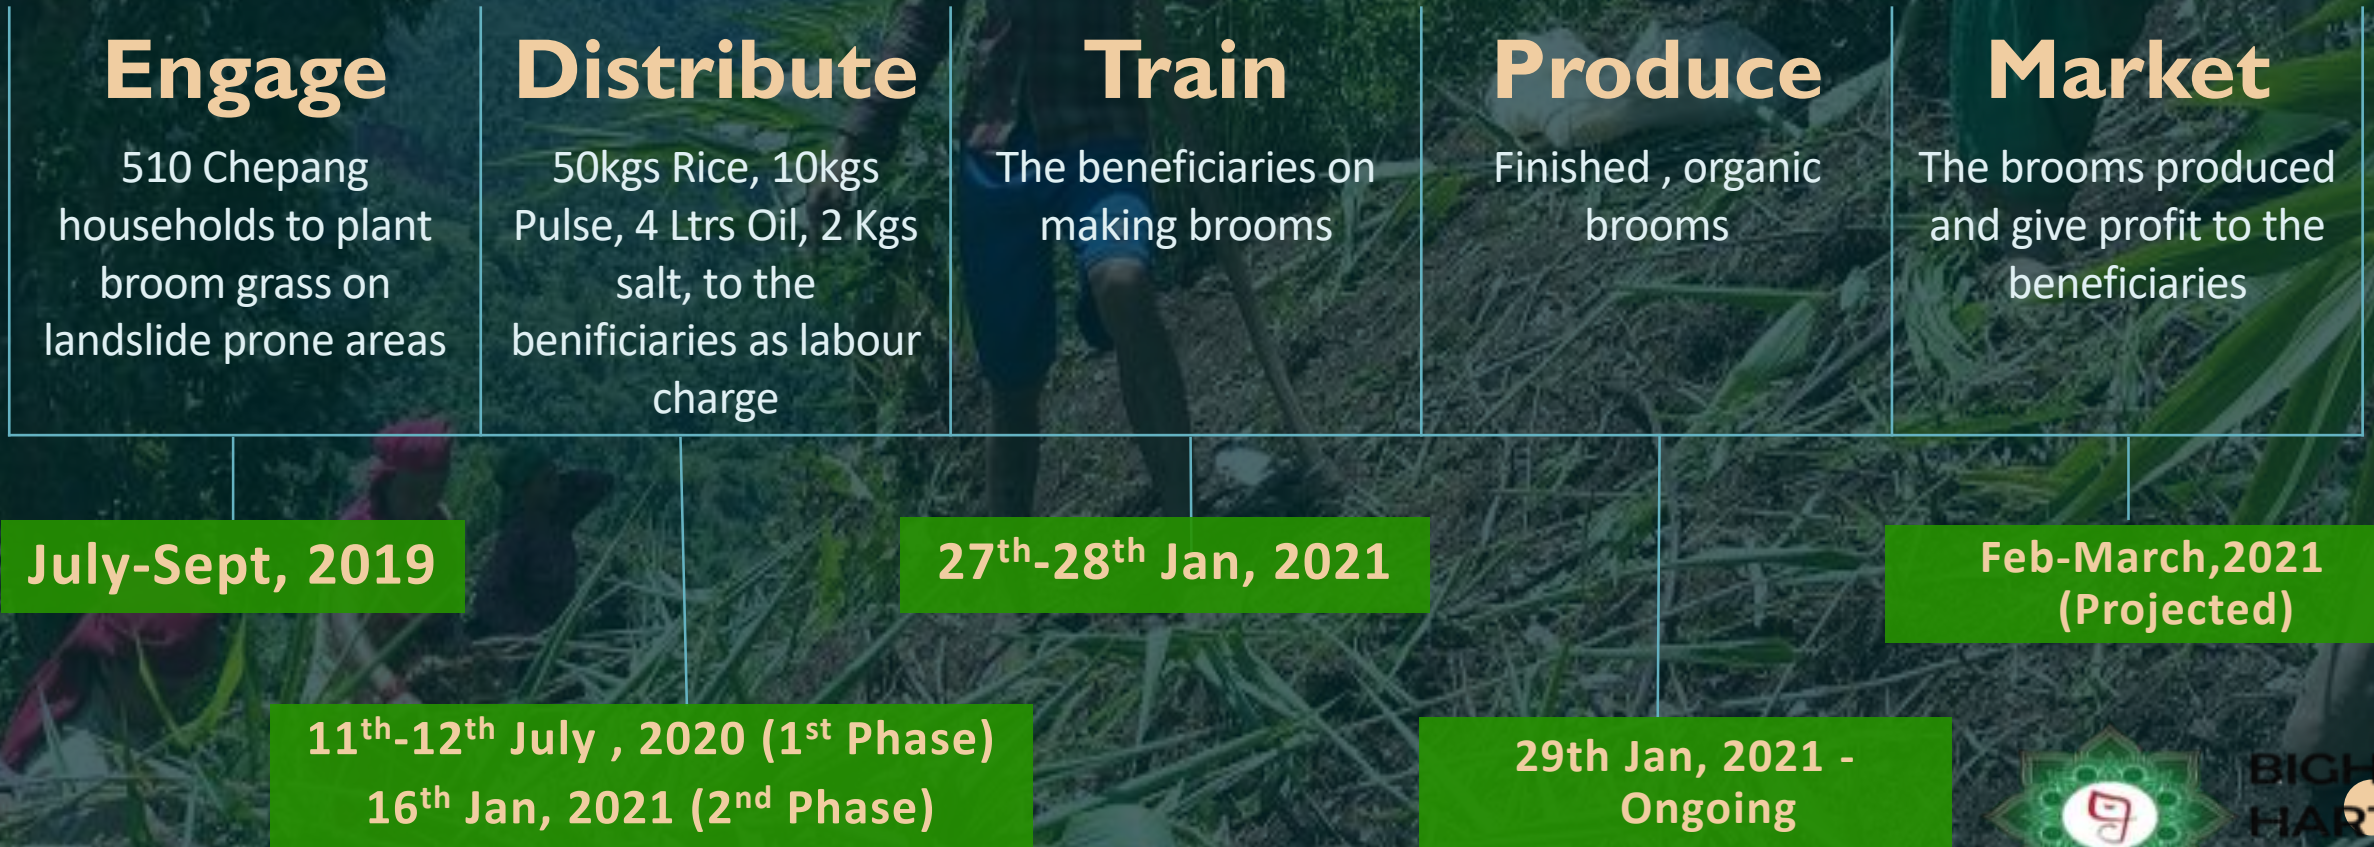 Engage
510 Chepang
households to plant
broom grass on
landslide prone areas
Distribute
50kgs Rice, 10kgs
Pulse, 4 Ltrs Oil, 2 Kgs
salt, to the
benificiaries as labour
charge
Train
The beneficiaries on
making brooms
Produce
Finished , organic
brooms
Market
The brooms produced
and give profit to the
beneficiaries
July-Sept, 2019
11th-12th July , 2020 (1st Phase)
16th Jan, 2021 (2nd Phase)
27th-28th Jan, 2021
29th Jan, 2021 -
Ongoing
Feb-March,2021
(Projected)